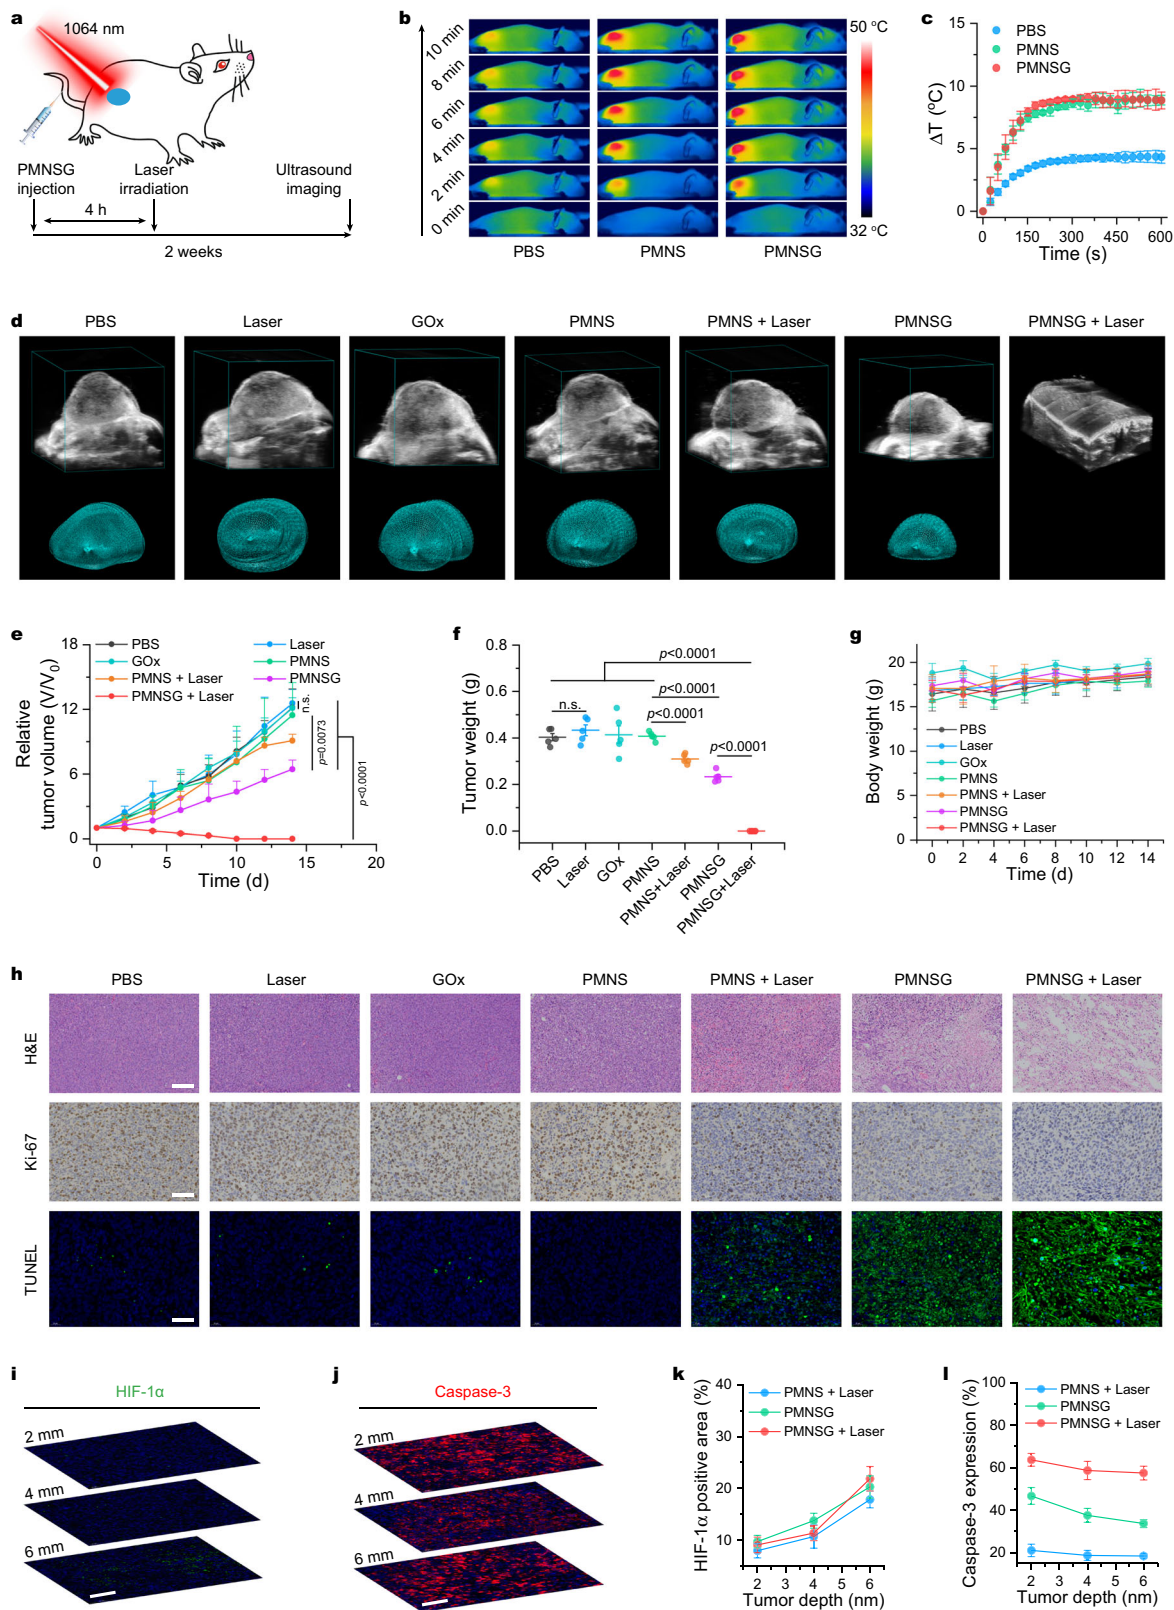 a
1064 nm
PMNSG
injection
Laser
irradiation
Ultrasound
imaging
4 h
2 weeks
b
10 min
8 min
6 min
4 min
2 min
0 min
50 °C
32 °C
PBS PMNS PMNSG
c
15
10
5
0
ΔT (°C)
PBS
PMNS
PMNSG
0 150 300 450 600
Time (s)
d
PBS Laser GOx PMNS PMNS + Laser PMNSG PMNSG + Laser
e
Relative
tumor volume (V/V0)
18
12
6
0
PBS
GOx
PMNS + Laser
PMNSG + Laser
Laser
PMNS
PMNSG
n.s.
p=0.0073
p<0.0001
0 5 10 15 20
Time (d)
f
Tumor weight (g)
0.8
0.6
0.4
0.2
0.0
p<0.0001
p<0.0001
n.s.
p<0.0001
p<0.0001
PBS
Laser
GOx
PMNS
PMNS+Laser
PMNSG
PMNSG+Laser
g
Body weight (g)
20
15
10
5
0
PBS
Laser
GOx
PMNS
PMNS + Laser
PMNSG
PMNSG + Laser
0 2 4 6 8 10 12 14
Time (d)
h
PBS Laser GOx PMNS PMNS + Laser PMNSG PMNSG + Laser
H&E
Ki-67
TUNEL
i
HIF-1α
2 mm
4 mm
6 mm
j
Caspase-3
2 mm
4 mm
6 mm
k
HIF-1α positive area (%)
40
30
20
10
PMNS + Laser
PMNSG
PMNSG + Laser
2 3 4 5 6
Tumor depth (nm)
l
Caspase-3 expression (%)
100
80
60
40
20
PMNS + Laser
PMNSG
PMNSG + Laser
2 3 4 5 6
Tumor depth (nm)